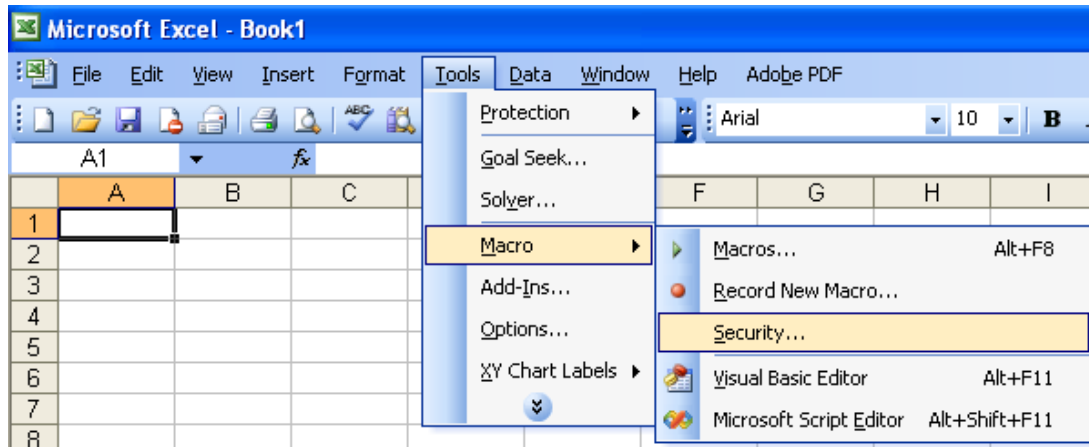 Microsoft Excel - Book1
File Edit View Insert Format Tools Data Window Help Adobe PDF
ABC Arial 10 B
A1 fx
A B C F G H I
1
2
3
4
5
6
7
8
Protection
Goal Seek...
Solver...
Macro
Add-Ins...
Options...
XY Chart Labels
Macros... Alt+F8
Record New Macro...
Security...
Visual Basic Editor Alt+F11
Microsoft Script Editor Alt+Shift+F11